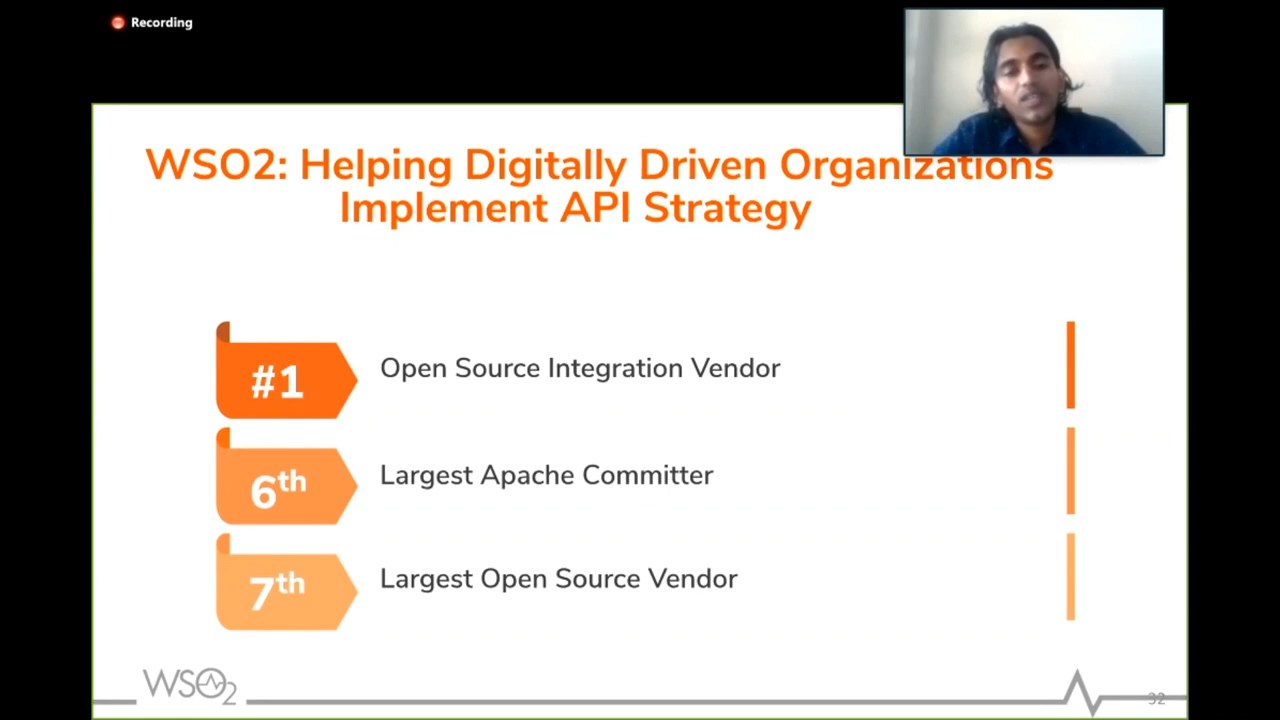 Recording
WSO2: Helping Digitally Driven Organizations
Implement API Strategy
#1
Open Source Integration Vendor
6th
Largest Apache Committer
7th
Largest Open Source Vendor
WSO2
32